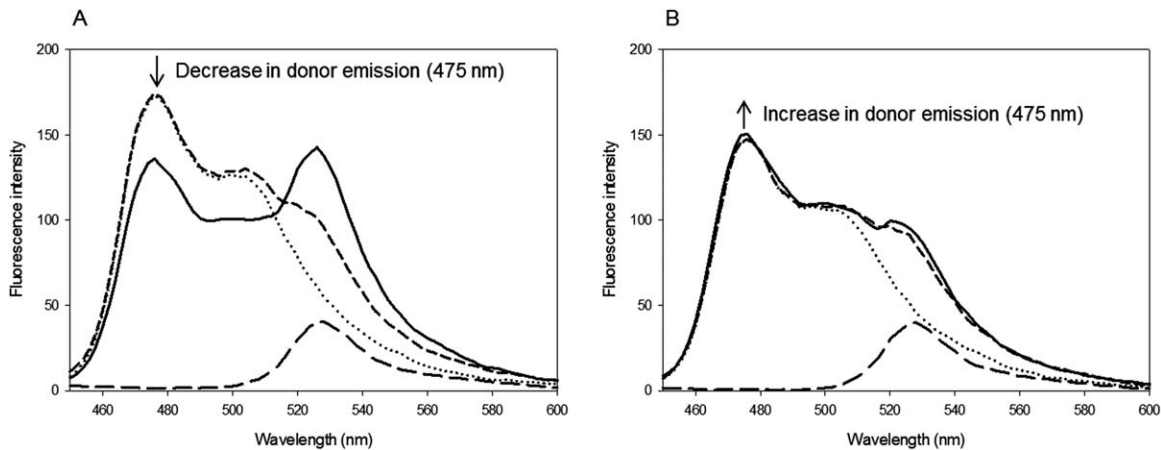 A
200
150
100
50
0
Fluorescence intensity
Decrease in donor emission (475 nm)
460 480 500 520 540 560 580 600
Wavelength (nm)
B
200
150
100
50
0
Fluorescence intensity
Increase in donor emission (475 nm)
460 480 500 520 540 560 580 600
Wavelength (nm)